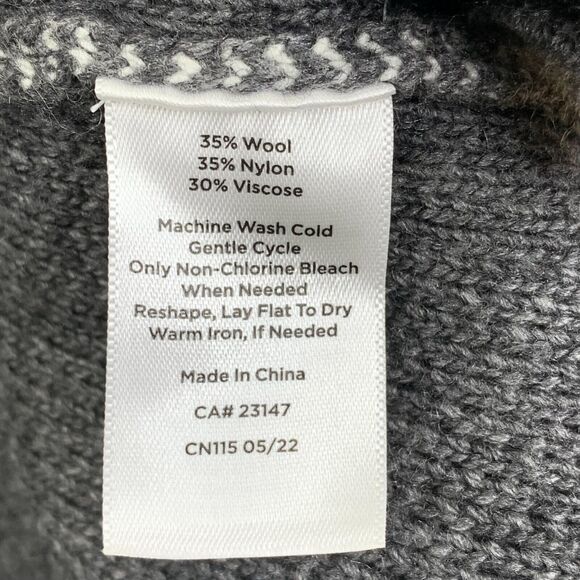 35% Wool
35% Nylon
30% Viscose
Machine Wash Cold
Gentle Cycle
Only Non-Chlorine Bleach
When Needed
Reshape, Lay Flat To Dry
Warm Iron, If Needed
Made In China
CA# 23147
CN115 05/22